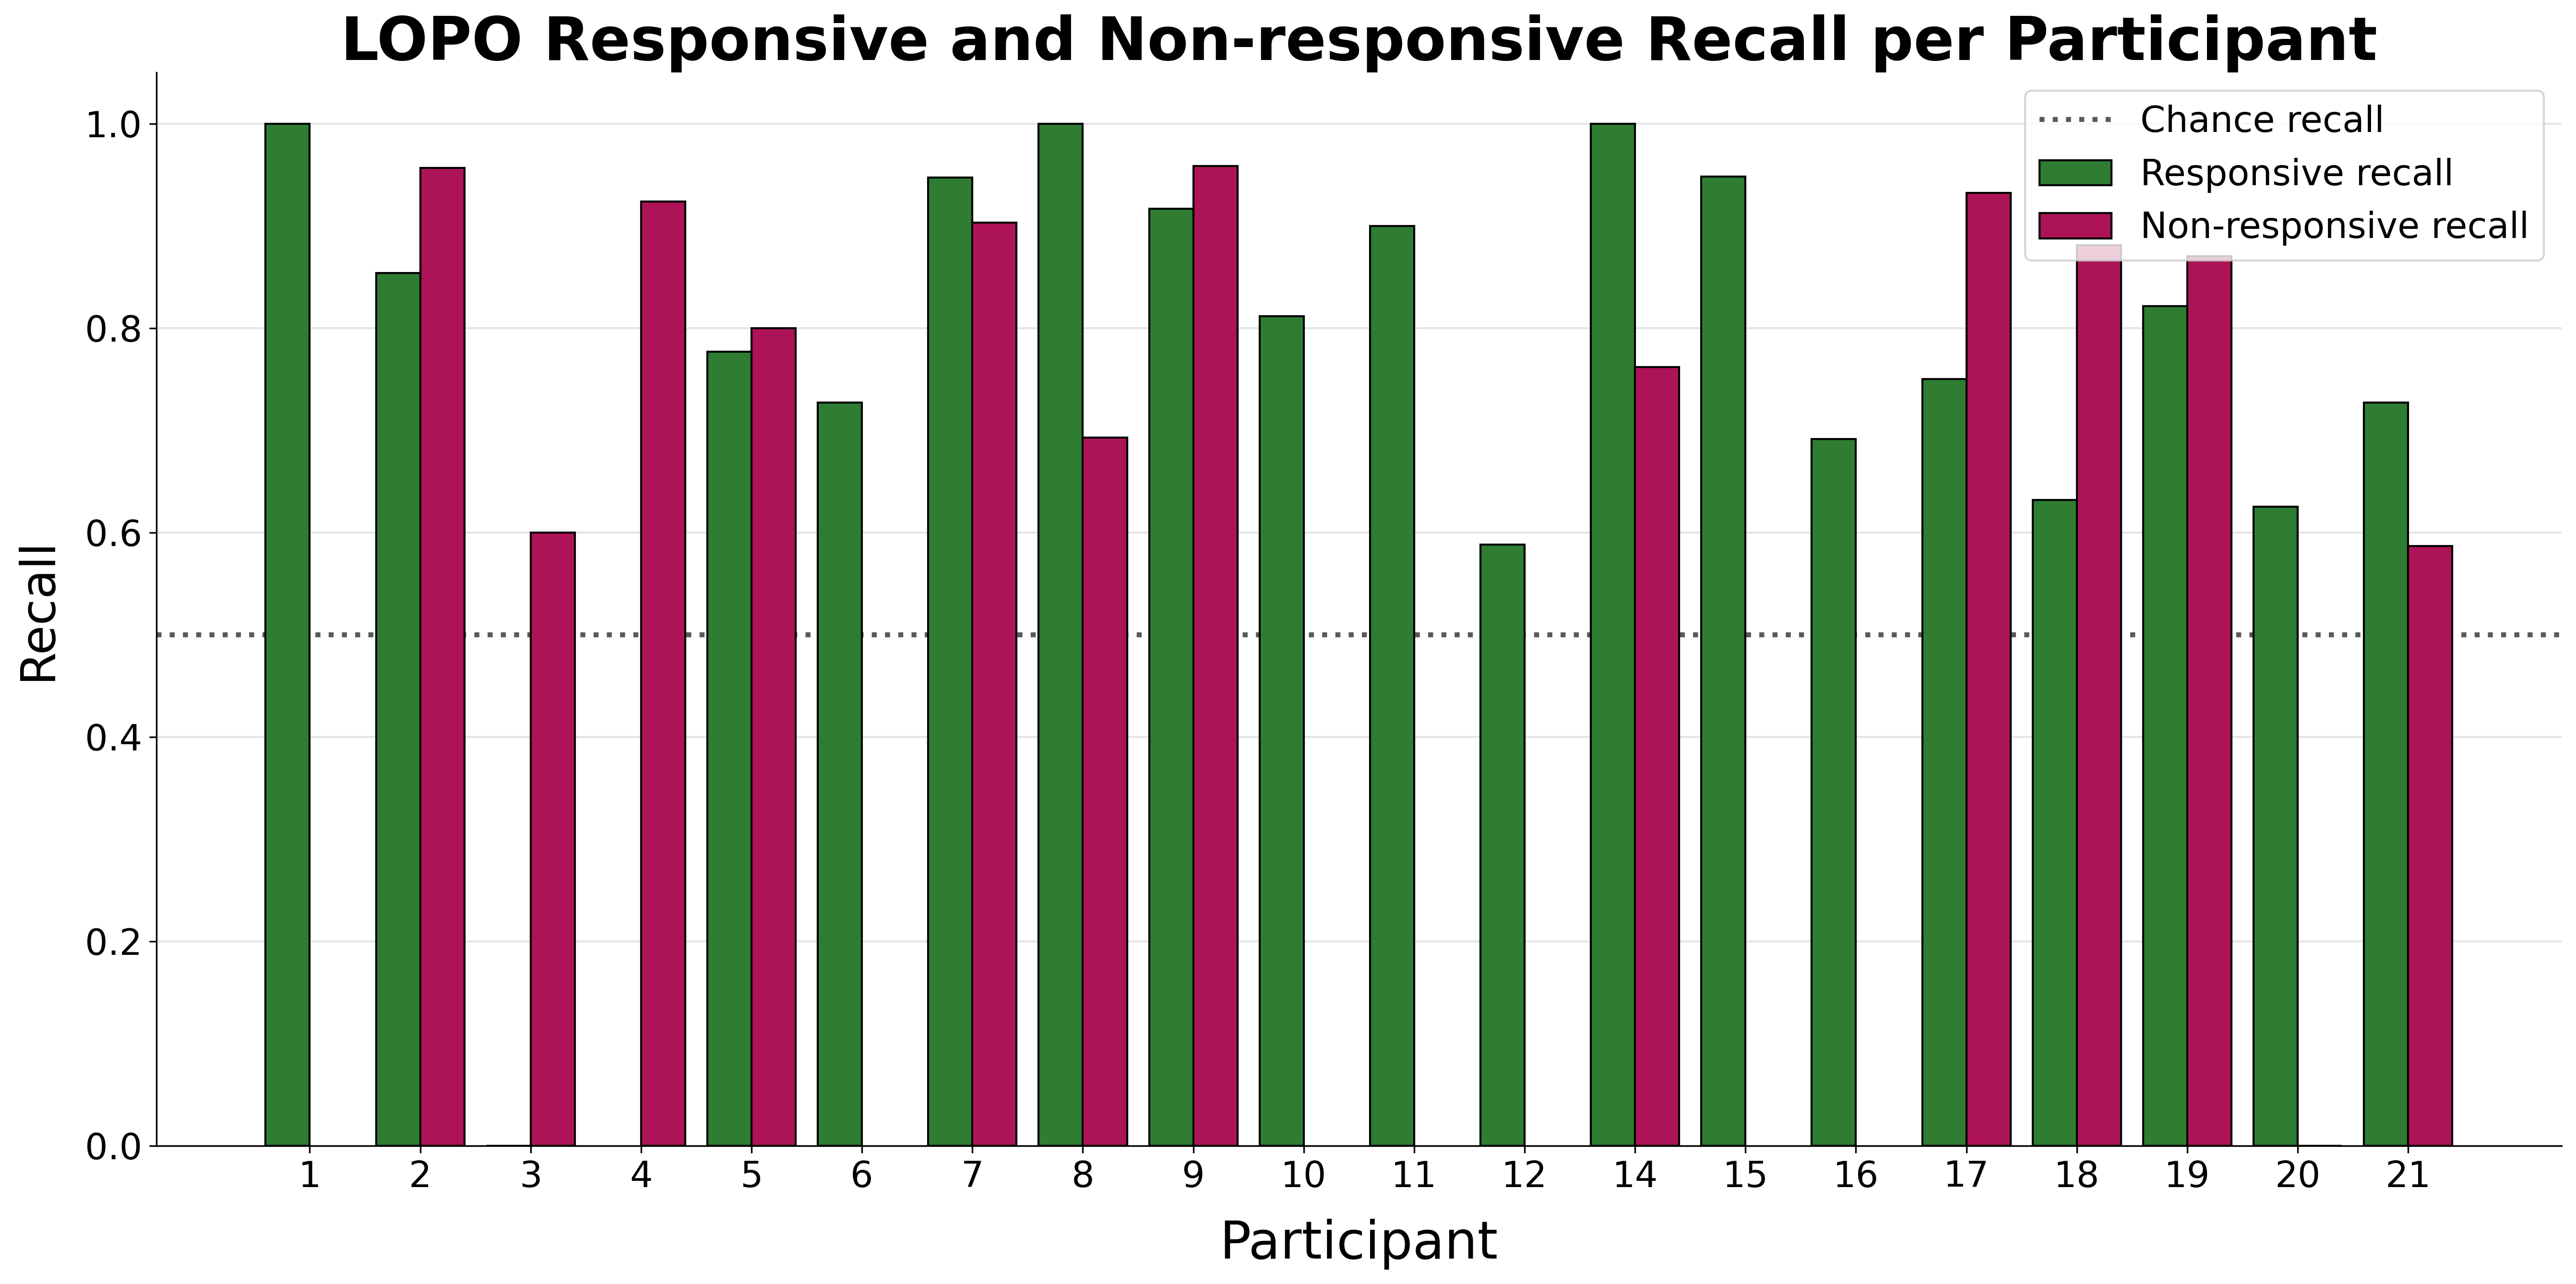 LOPO Responsive and Non-responsive Recall per Participant
Chance recall
Responsive recall
Non-responsive recall
Recall
1.0
0.8
0.6
0.4
0.2
0.0
1 2 3 4 5 6 7 8 9 10 11 12 14 15 16 17 18 19 20 21
Participant